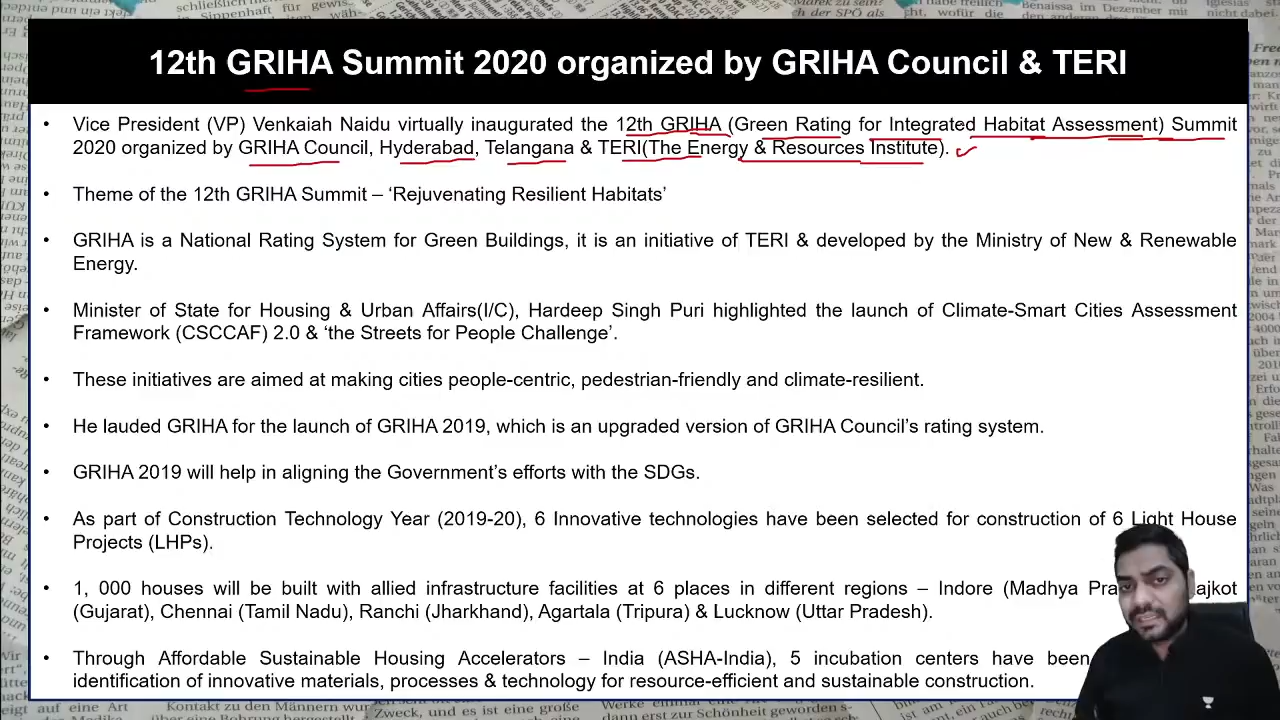 12th GRIHA Summit 2020 organized by GRIHA Council & TERI
• Vice President (VP) Venkaiah Naidu virtually inaugurated the 12th GRIHA (Green Rating for Integrated Habitat Assessment) Summit
2020 organized by GRIHA Council, Hyderabad, Telangana & TERI(The Energy & Resources Institute).
• Theme of the 12th GRIHA Summit – ‘Rejuvenating Resilient Habitats’
• GRIHA is a National Rating System for Green Buildings, it is an initiative of TERI & developed by the Ministry of New & Renewable
Energy.
• Minister of State for Housing & Urban Affairs(I/C), Hardeep Singh Puri highlighted the launch of Climate-Smart Cities Assessment
Framework (CSCCAF) 2.0 & ‘the Streets for People Challenge’.
• These initiatives are aimed at making cities people-centric, pedestrian-friendly and climate-resilient.
• He lauded GRIHA for the launch of GRIHA 2019, which is an upgraded version of GRIHA Council’s rating system.
• GRIHA 2019 will help in aligning the Government’s efforts with the SDGs.
• As part of Construction Technology Year (2019-20), 6 Innovative technologies have been selected for construction of 6 Light House
Projects (LHPs).
• 1, 000 houses will be built with allied infrastructure facilities at 6 places in different regions – Indore (Madhya
(Gujarat), Chennai (Tamil Nadu), Ranchi (Jharkhand), Agartala (Tripura) & Lucknow (Uttar Pradesh).
• Through Affordable Sustainable Housing Accelerators – India (ASHA-India), 5 incubation centers have been
identification of innovative materials, processes & technology for resource-efficient and sustainable construction.